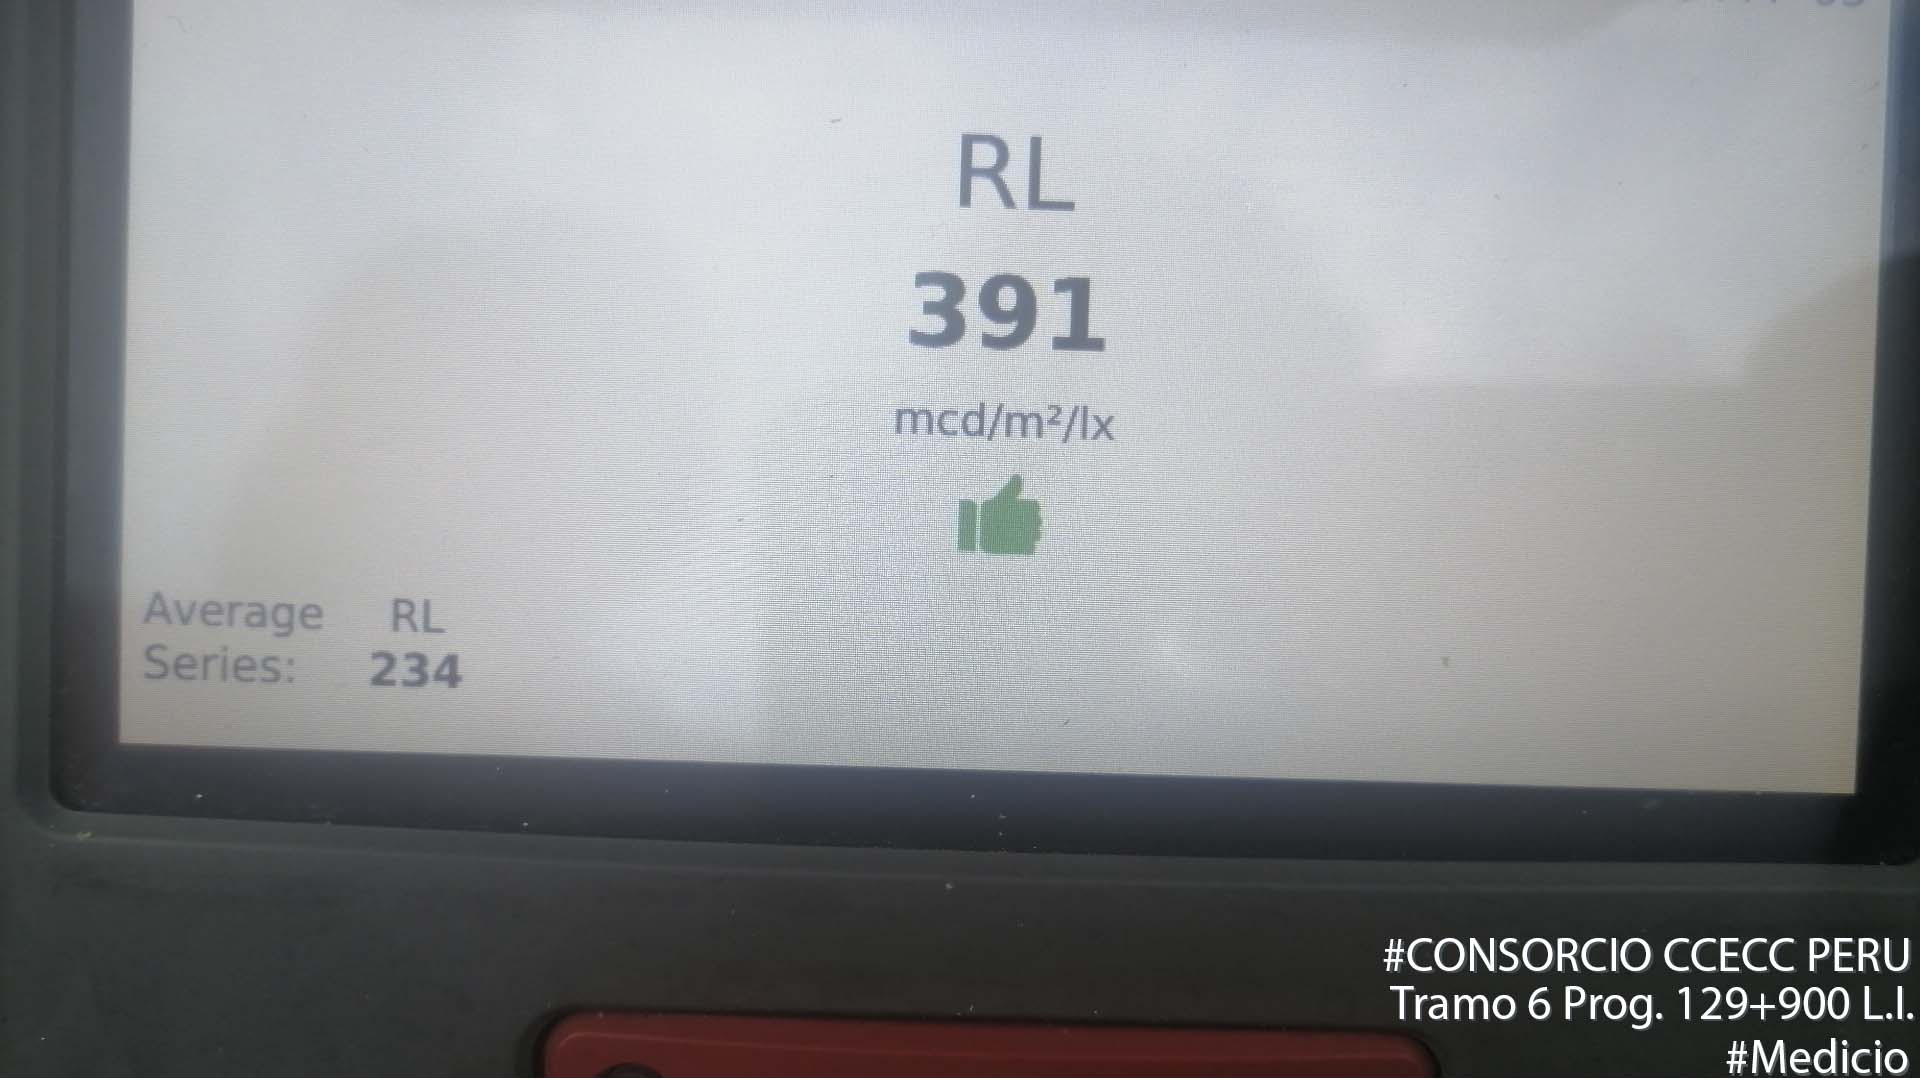 RL
391
mcd/m²/lx
Average RL
Series: 234
#CONSORCIO CCECC PERU
Tramo 6 Prog. 129+900 L.I.
#Medicio